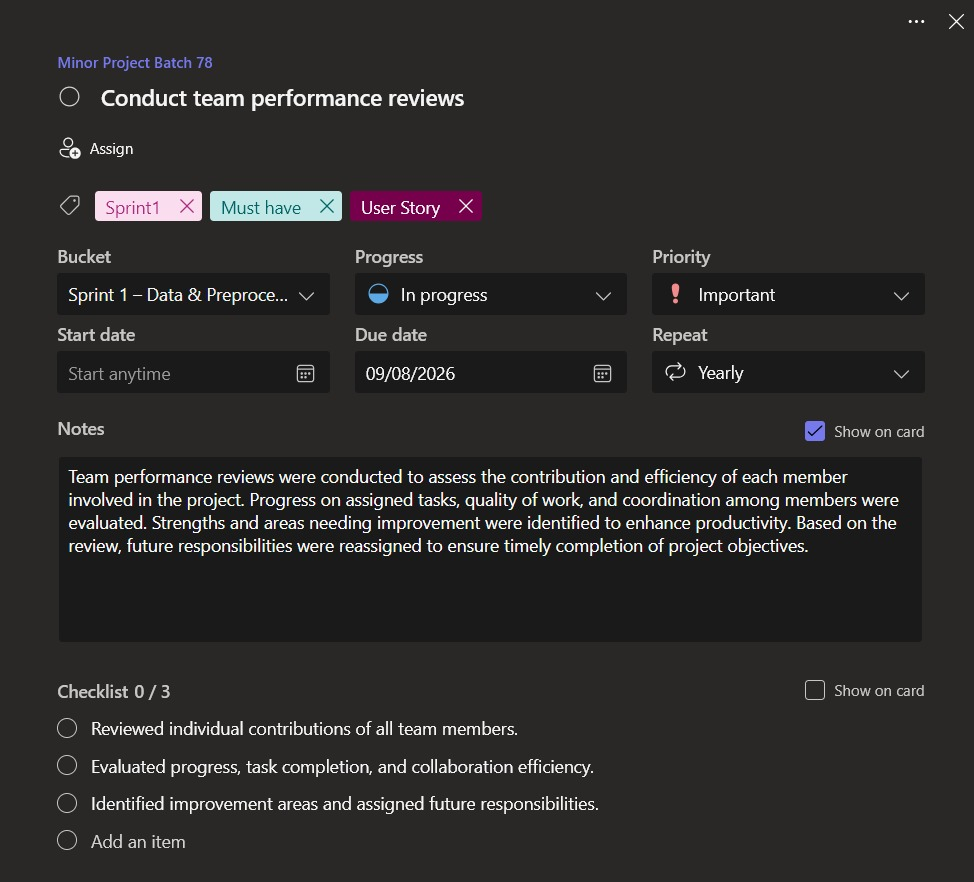 Minor Project Batch 78
Conduct team performance reviews
Assign
Sprint1 Must have User Story
Bucket Progress Priority
Sprint 1 – Data & Preproce... In progress Important
Start date Due date Repeat
Start anytime 09/08/2026 Yearly
Notes Show on card
Team performance reviews were conducted to assess the contribution and efficiency of each member
involved in the project. Progress on assigned tasks, quality of work, and coordination among members were
evaluated. Strengths and areas needing improvement were identified to enhance productivity. Based on the
review, future responsibilities were reassigned to ensure timely completion of project objectives.
Checklist 0 / 3 Show on card
Reviewed individual contributions of all team members.
Evaluated progress, task completion, and collaboration efficiency.
Identified improvement areas and assigned future responsibilities.
Add an item